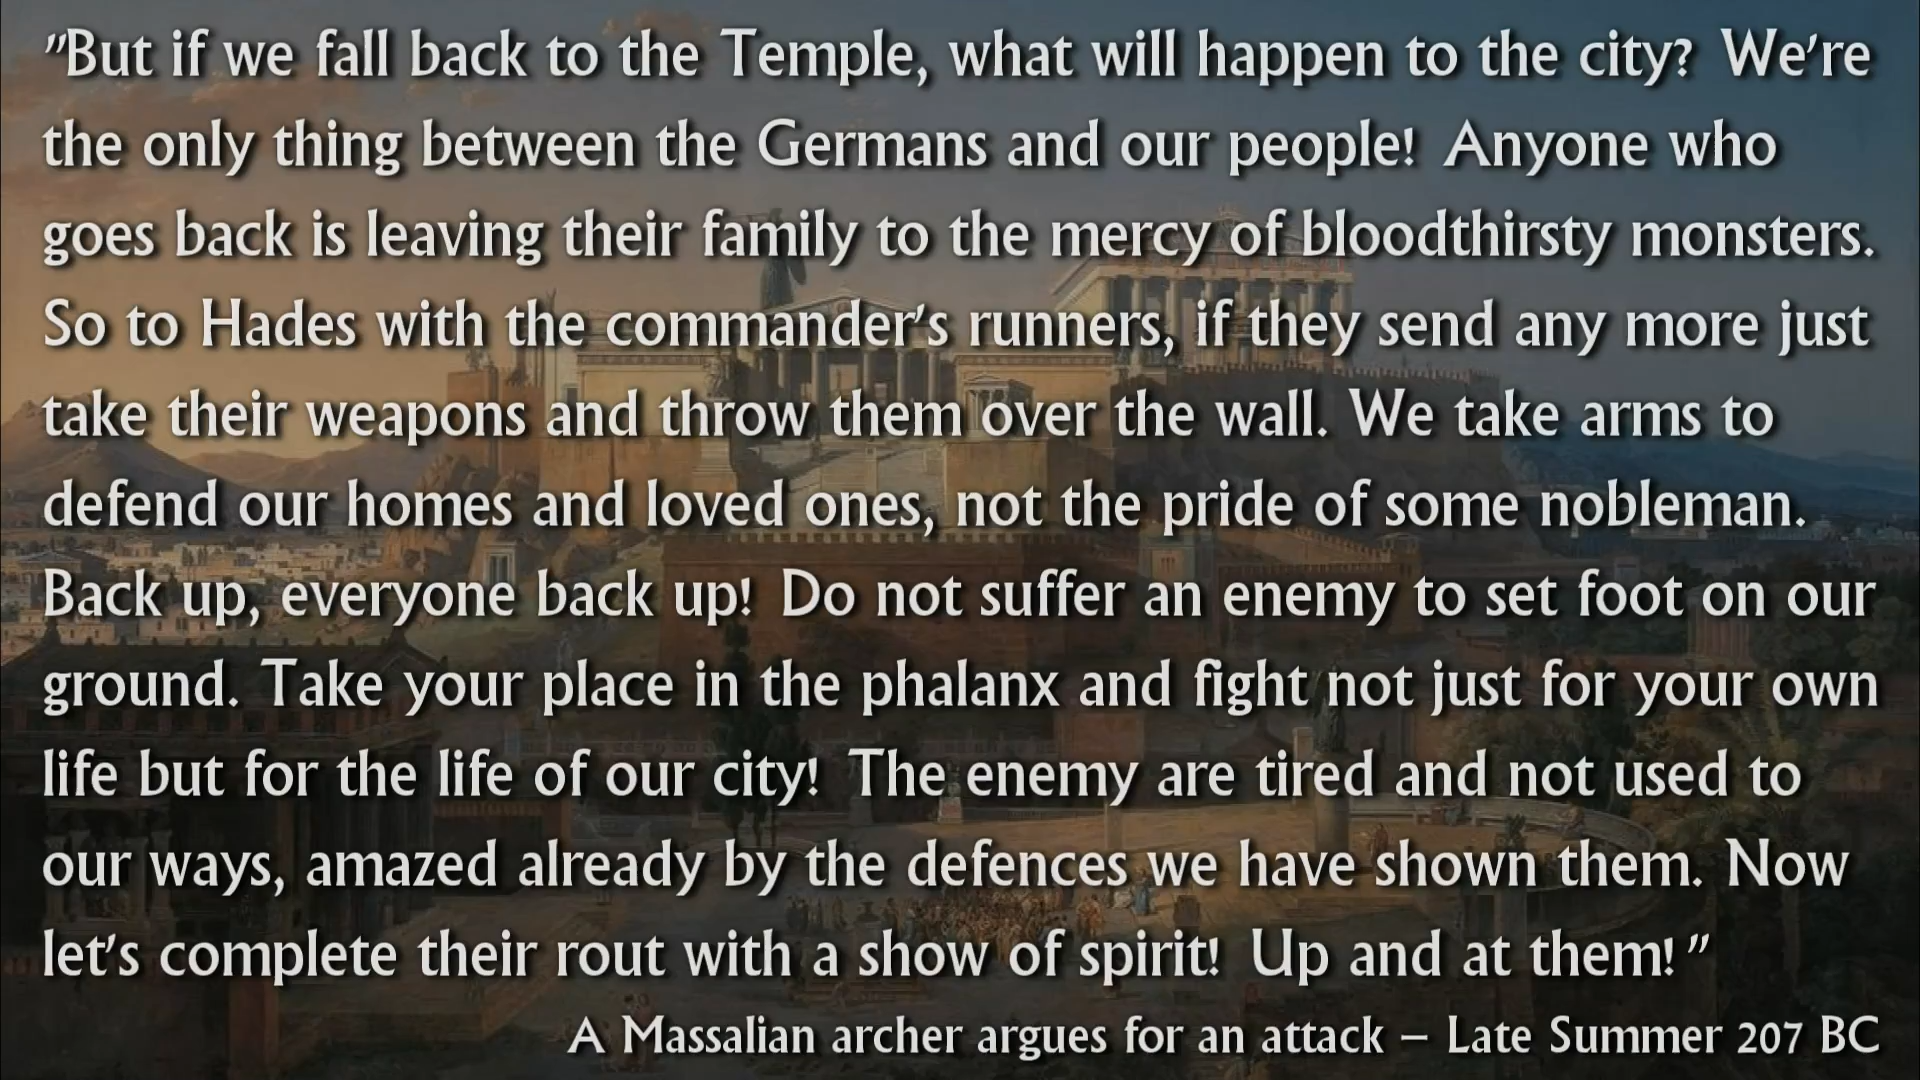 "But if we fall back to the Temple, what will happen to the city? We're
the only thing between the Germans and our people! Anyone who
goes back is leaving their family to the mercy of bloodthirsty monsters.
So to Hades with the commander's runners, if they send any more just
take their weapons and throw them over the wall. We take arms to
defend our homes and loved ones, not the pride of some nobleman.
Back up, everyone back up! Do not suffer an enemy to set foot on our
ground. Take your place in the phalanx and fight not just for your own
life but for the life of our city! The enemy are tired and not used to
our ways, amazed already by the defences we have shown them. Now
let's complete their rout with a show of spirit! Up and at them!"
A Massalian archer argues for an attack – Late Summer 207 BC